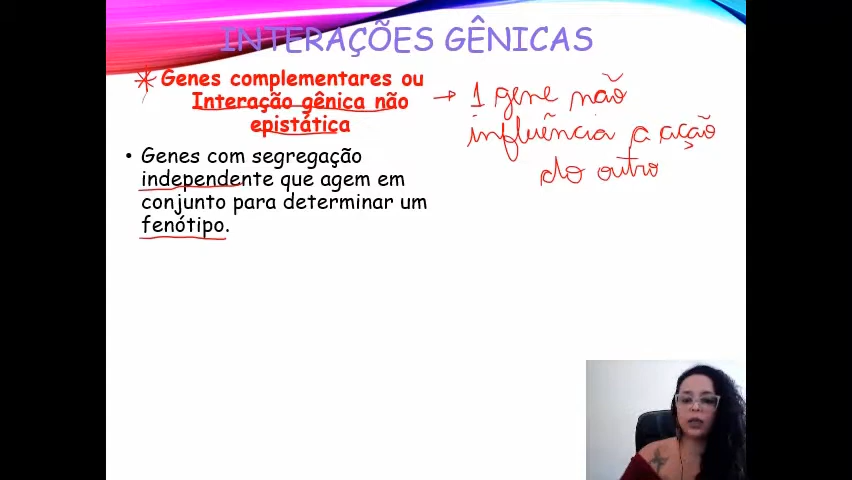 INTERAÇÕES GÊNICAS
Genes complementares ou
Interação gênica não
epistática
→ 1 gene não
influência a ação
do outro
• Genes com segregação
independente que agem em
conjunto para determinar um
fenótipo.